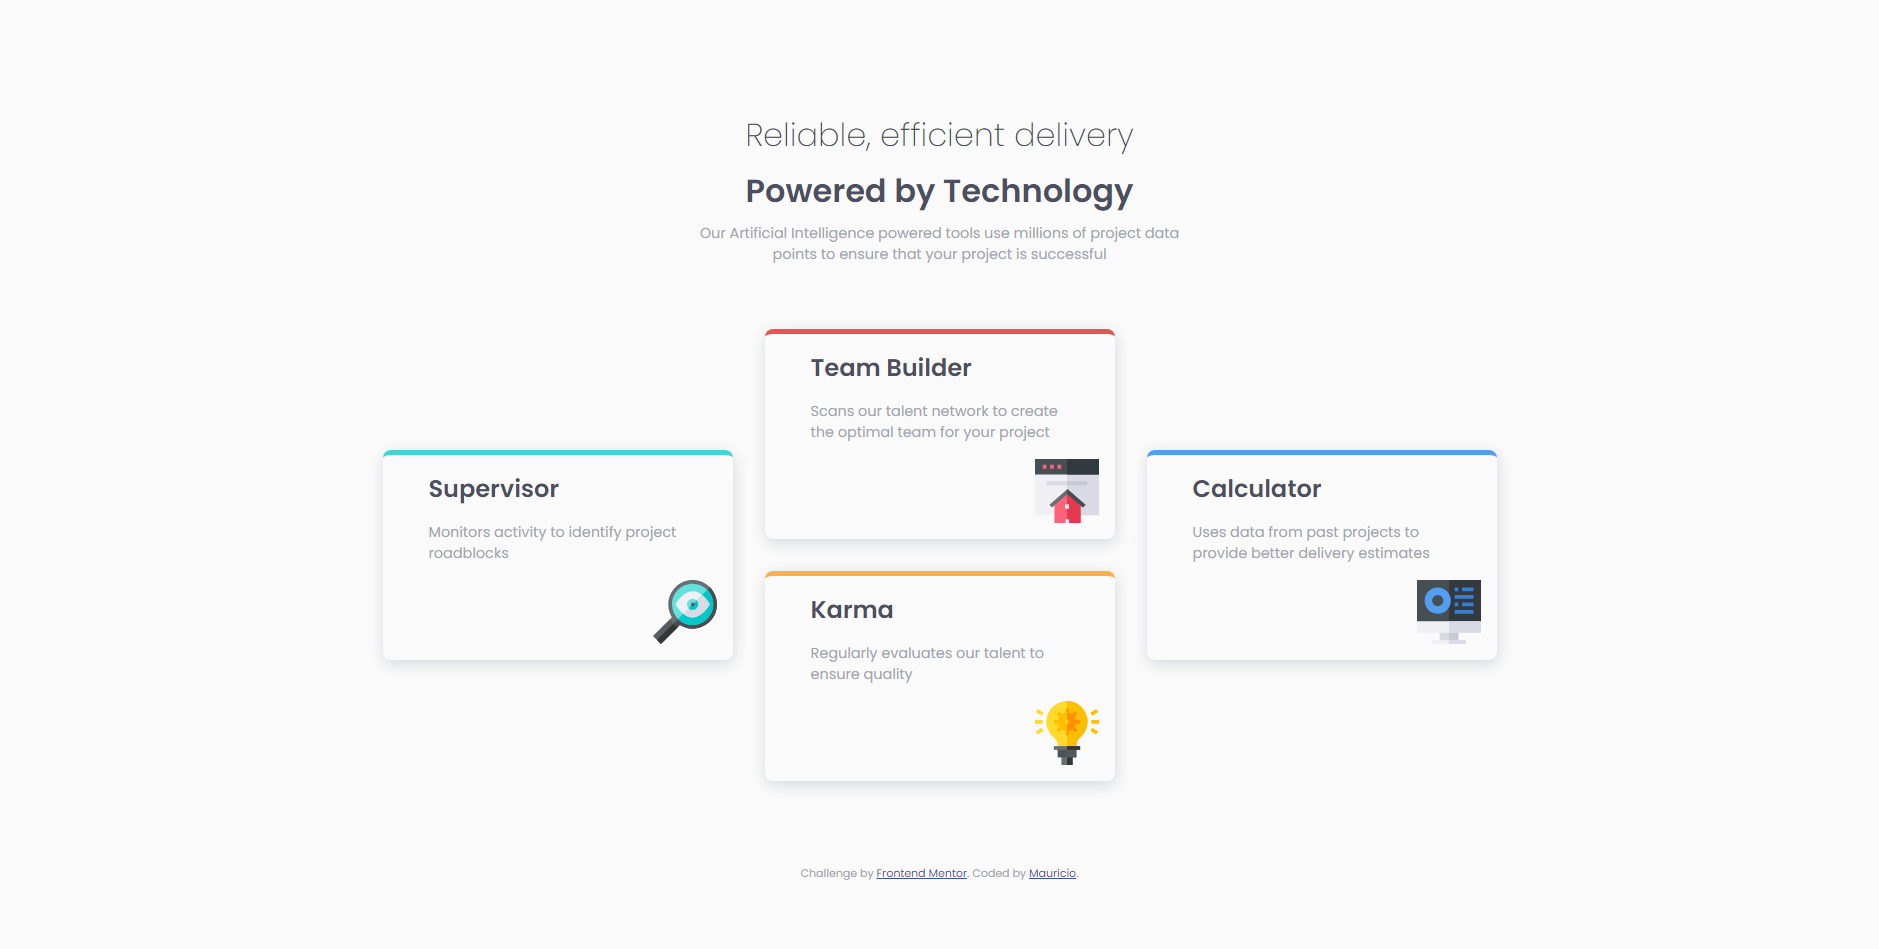 Reliable, efficient delivery
Powered by Technology
Our Artificial Intelligence powered tools use millions of project data
points to ensure that your project is successful
Supervisor
Monitors activity to identify project
roadblocks
Team Builder
Scans our talent network to create
the optimal team for your project
Karma
Regularly evaluates our talent to
ensure quality
Calculator
Uses data from past projects to
provide better delivery estimates
Challenge by Frontend Mentor. Coded by Mauricio.